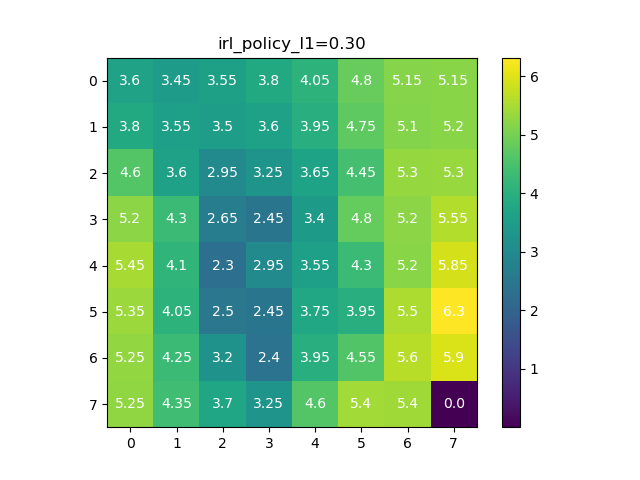 irl_policy_l1=0.30
0 3.6 3.45 3.55 3.8 4.05 4.8 5.15 5.15
1 3.8 3.55 3.5 3.6 3.95 4.75 5.1 5.2
2 4.6 3.6 2.95 3.25 3.65 4.45 5.3 5.3
3 5.2 4.3 2.65 2.45 3.4 4.8 5.2 5.55
4 5.45 4.1 2.3 2.95 3.55 4.3 5.2 5.85
5 5.35 4.05 2.5 2.45 3.75 3.95 5.5 6.3
6 5.25 4.25 3.2 2.4 3.95 4.55 5.6 5.9
7 5.25 4.35 3.7 3.25 4.6 5.4 5.4 0.0
0 1 2 3 4 5 6 7
6
5
4
3
2
1